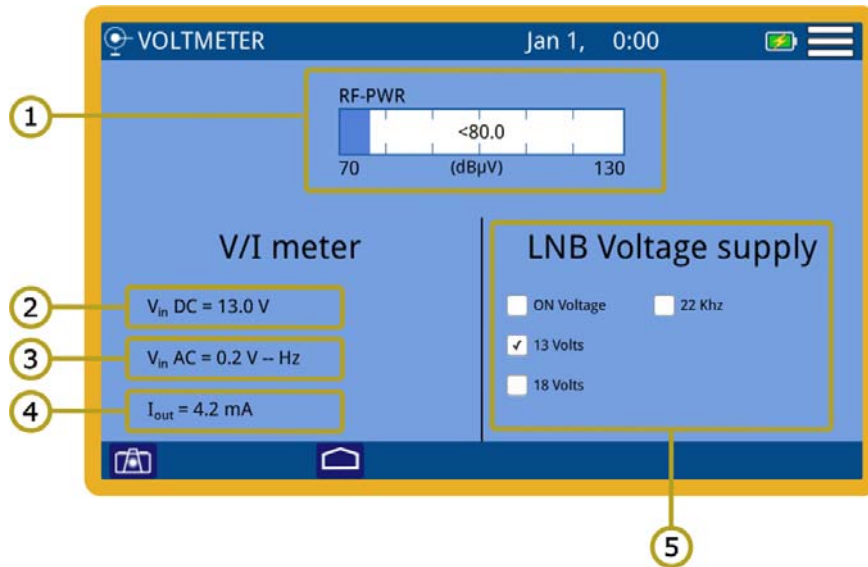 VOLTMETER Jan 1, 0:00
1
RF-PWR
<80.0
70 (dBµV) 130
V/I meter
2
Vin DC = 13.0 V
3
Vin AC = 0.2 V -- Hz
4
Iout = 4.2 mA
LNB Voltage supply
ON Voltage 22 Khz
13 Volts
18 Volts
5